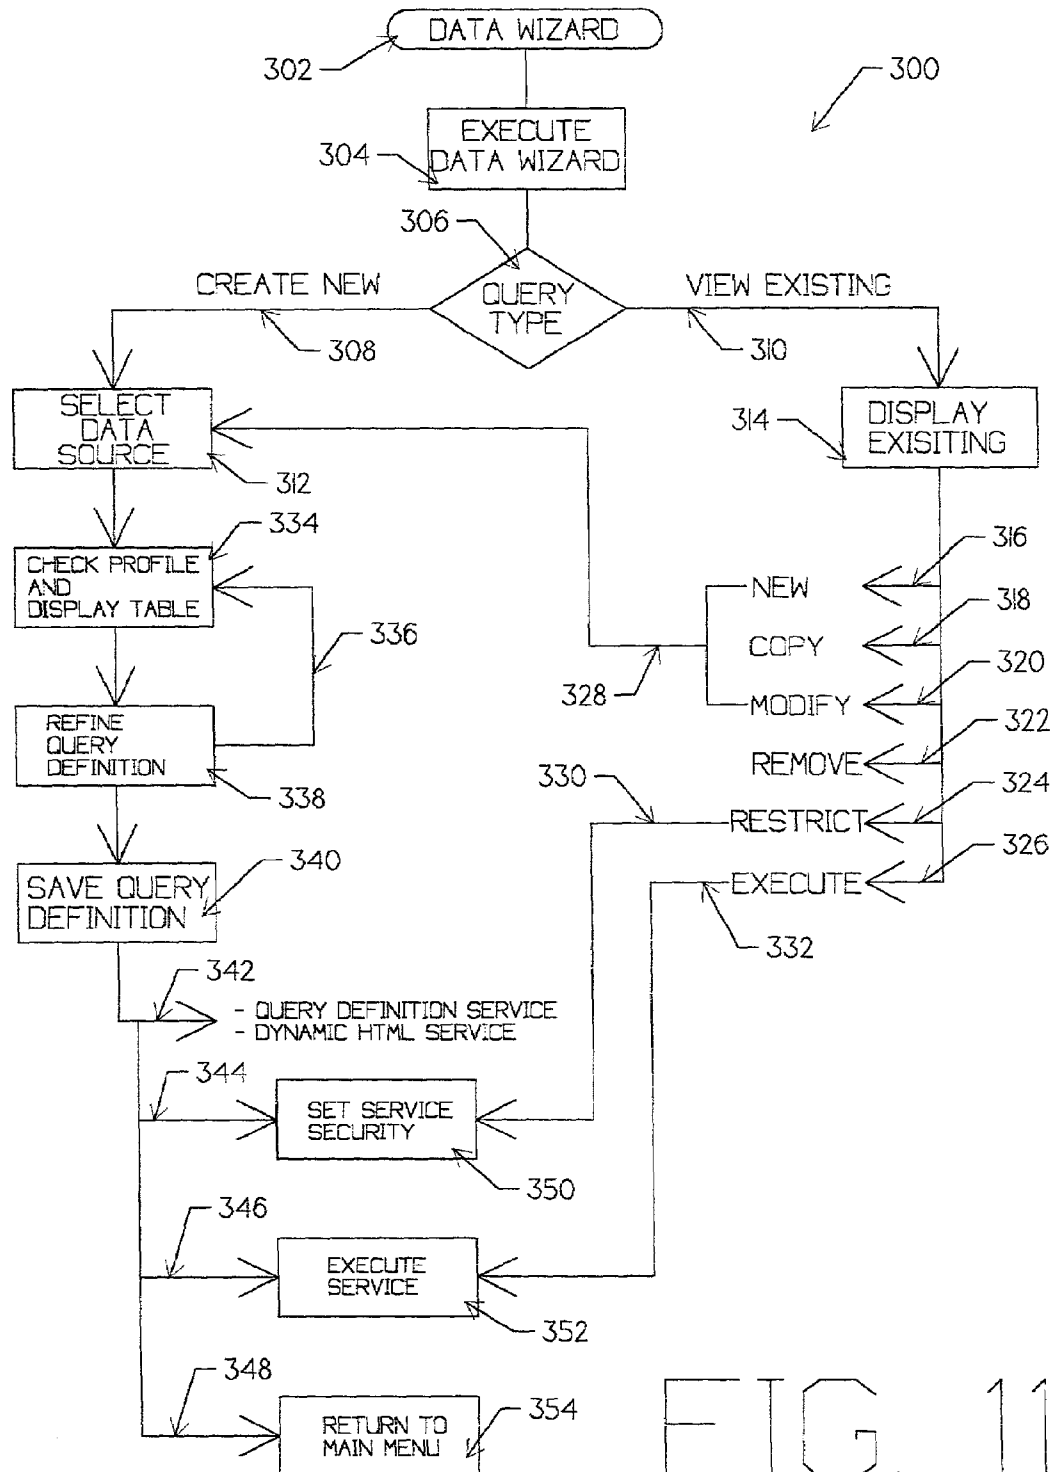 DATA WIZARD
302
300
EXECUTE
DATA WIZARD
304
306
CREATE NEW
QUERY
TYPE
VIEW EXISTING
308
310
SELECT
DATA
SOURCE
312
314
DISPLAY
EXISITING
334
CHECK PROFILE
AND
DISPLAY TABLE
336
316
NEW
318
COPY
320
MODIFY
328
322
REMOVE
REFINE
QUERY
DEFINITION
338
330
324
RESTRICT
326
EXECUTE
332
340
SAVE QUERY
DEFINITION
342
- QUERY DEFINITION SERVICE
- DYNAMIC HTML SERVICE
344
SET SERVICE
SECURITY
350
346
EXECUTE
SERVICE
352
348
RETURN TO
MAIN MENU
354
FIG. 11